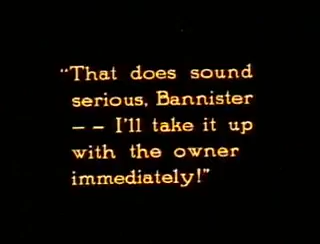 "That does sound
serious, Bannister
-- I'll take it up
with the owner
immediately!"